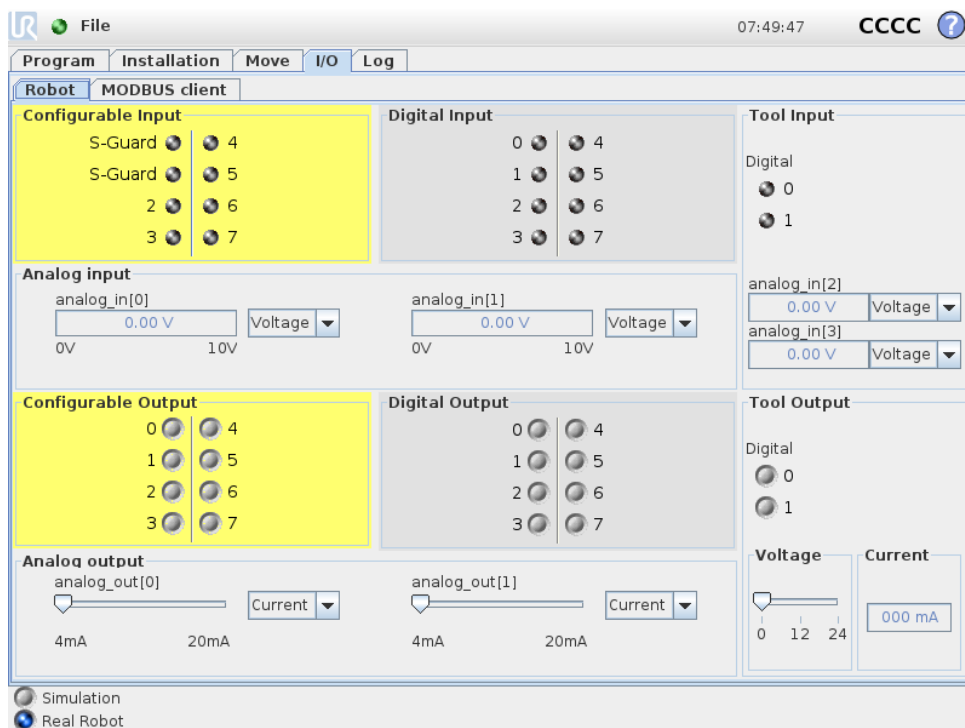 UR File 07:49:47 CCCC ?
Program Installation Move I/O Log
Robot MODBUS client
Configurable Input
S-Guard 4
S-Guard 5
2 6
3 7
Digital Input
0 4
1 5
2 6
3 7
Tool Input
Digital
0
1
Analog input
analog_in[0]
0.00 V Voltage
0V 10V
analog_in[1]
0.00 V Voltage
0V 10V
analog_in[2]
0.00 V Voltage
analog_in[3]
0.00 V Voltage
Configurable Output
0 4
1 5
2 6
3 7
Digital Output
0 4
1 5
2 6
3 7
Tool Output
Digital
0
1
Analog output
analog_out[0]
Current
4mA 20mA
analog_out[1]
Current
4mA 20mA
Voltage
0 12 24
Current
000 mA
Simulation
Real Robot